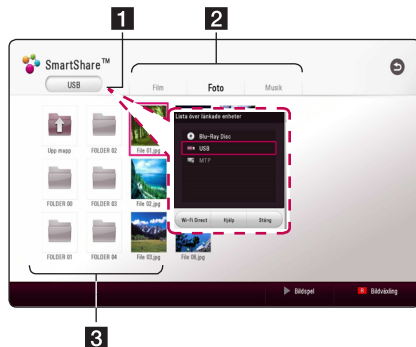 1
2
SmartShare™
USB
Film
Foto
Musik
Lista över länkade enheter
Blu-Ray Disc
USB
MTP
Wi-Fi Direct
Hjälp
Stäng
Upp mapp
FOLDER 02
File 01.jpg
FOLDER 00
FOLDER 03
File 02.jpg
FOLDER 01
FOLDER 04
File 03.jpg
File 06.jpg
Bildspel
B Bildväxling
3